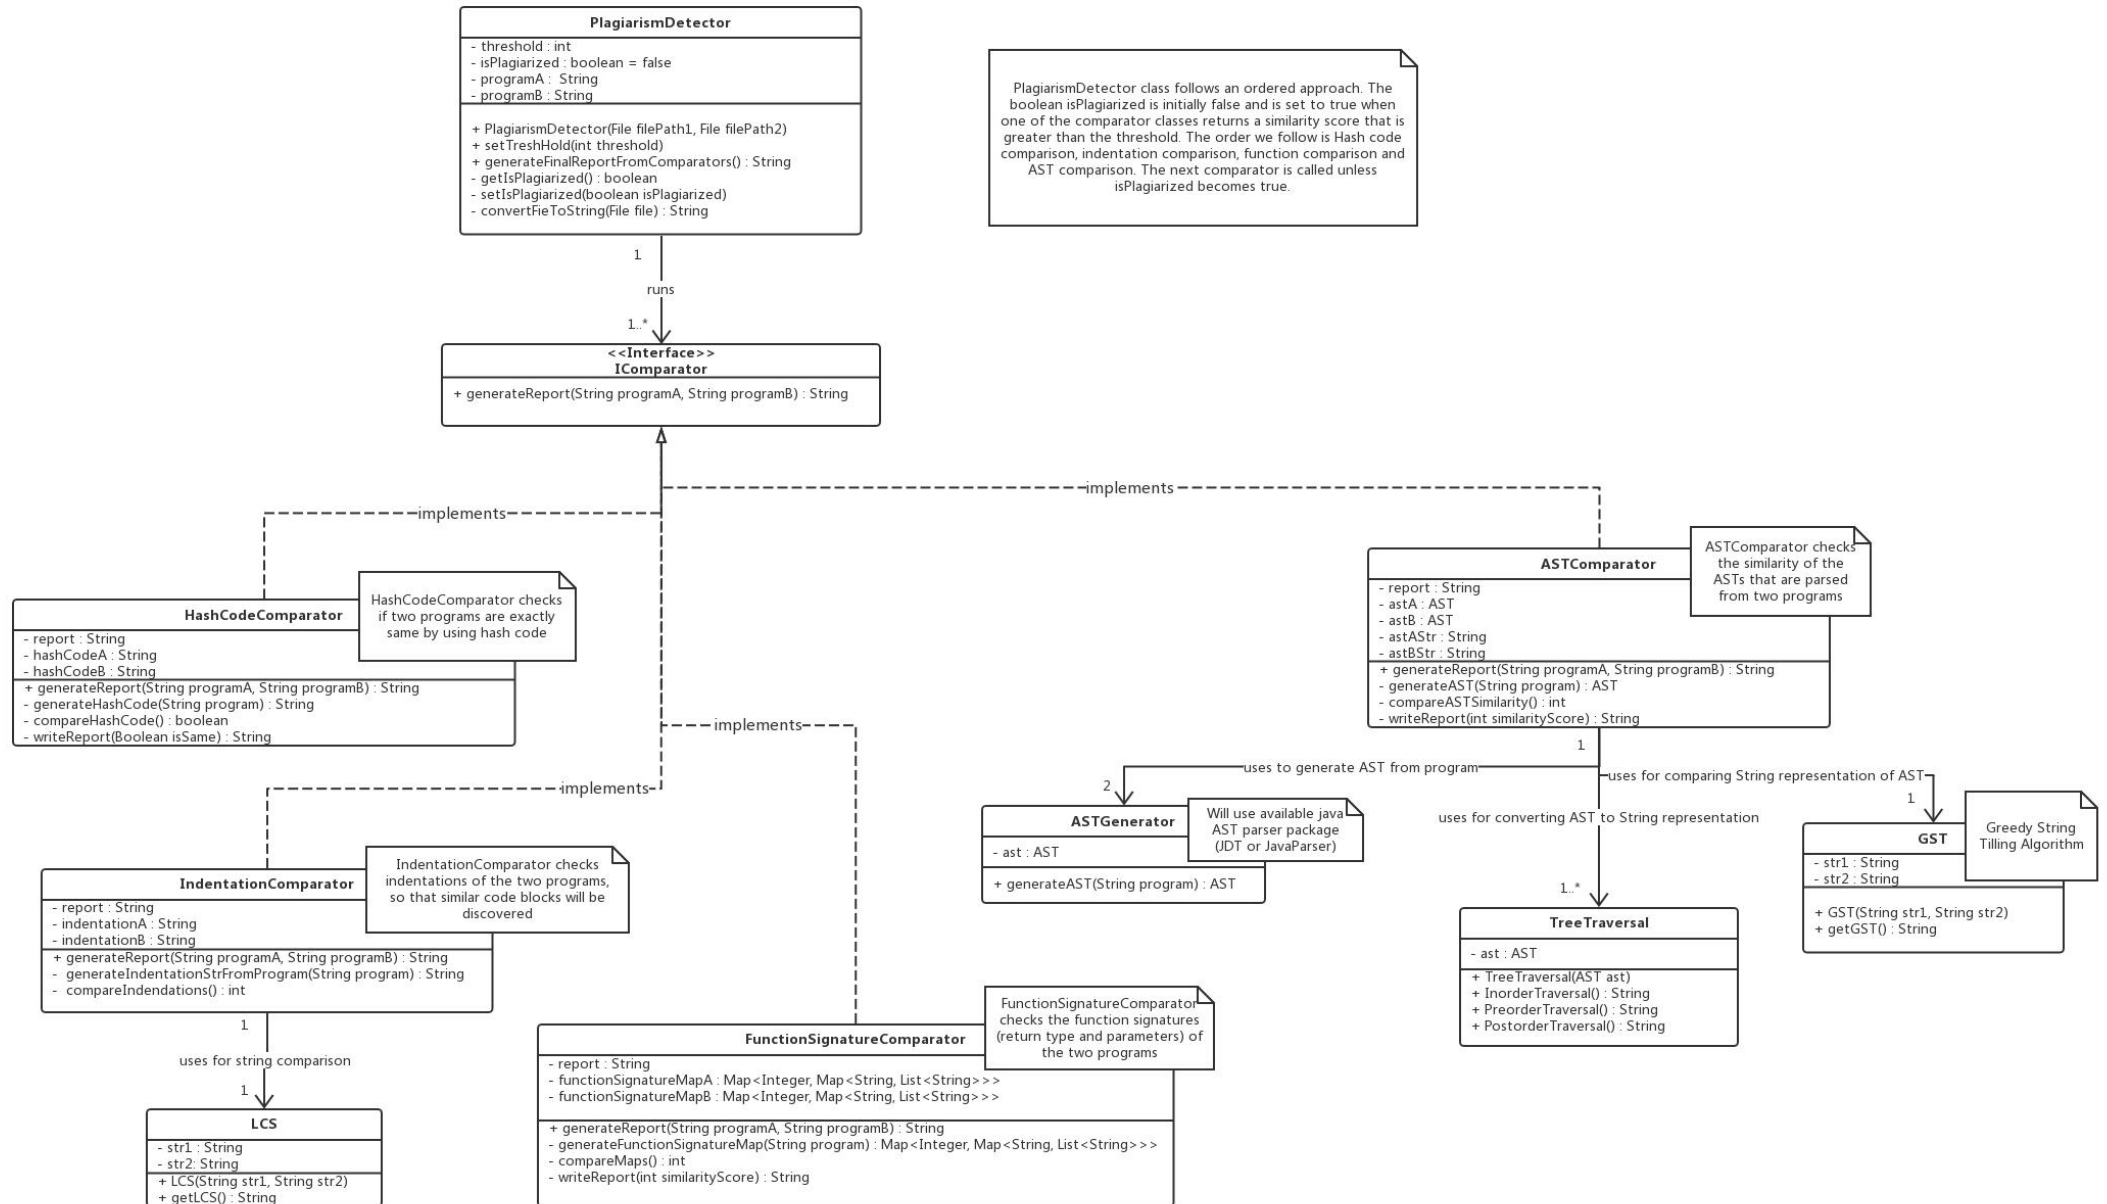 PlagiarismDetector
- threshold : int
- isPlagiarized : boolean = false
- programA :  String
- programB : String
+ PlagiarismDetector(File filePath1, File filePath2)
+ setTreshHold(int threshold)
+ generateFinalReportFromComparators() : String
- getIsPlagiarized() : boolean
- setIsPlagiarized(boolean isPlagiarized)
- convertFieToString(File file) : String
PlagiarismDetector class follows an ordered approach. The
boolean isPlagiarized is initially false and is set to true when
one of the comparator classes returns a similarity score that is
greater than the threshold. The order we follow is Hash code
comparison, indentation comparison, function comparison and
AST comparison. The next comparator is called unless
isPlagiarized becomes true.
1
runs
1..*
<<Interface>>
IComparator
+ generateReport(String programA, String programB) : String
implements
implements
implements
implements
HashCodeComparator
- report : String
- hashCodeA : String
- hashCodeB : String
+ generateReport(String programA, String programB) : String
- generateHashCode(String program) : String
- compareHashCode() : boolean
- writeReport(Boolean isSame) : String
HashCodeComparator checks
if two programs are exactly
same by using hash code
ASTComparator
- report : String
- astA : AST
- astB : AST
- astAStr : String
- astBStr : String
+ generateReport(String programA, String programB) : String
- generateAST(String program) : AST
- compareASTSimilarity() : int
- writeReport(int similarityScore) : String
ASTComparator checks
the similarity of the
ASTs that are parsed
from two programs
1
uses to generate AST from program
2
uses for comparing String representation of AST
1
uses for converting AST to String representation
1..*
ASTGenerator
- ast : AST
+ generateAST(String program) : AST
Will use available java
AST parser package
(JDT or JavaParser)
GST
- str1 : String
- str2 : String
+ GST(String str1, String str2)
+ getGST() : String
Greedy String
Tilling Algorithm
TreeTraversal
- ast : AST
+ TreeTraversal(AST ast)
+ InorderTraversal() : String
+ PreorderTraversal() : String
+ PostorderTraversal() : String
IndentationComparator
- report : String
- indentationA : String
- indentationB : String
+ generateReport(String programA, String programB) : String
-  generateIndentationStrFromProgram(String program) : String
-  compareIndendations() : int
IndentationComparator checks
indentations of the two programs,
so that similar code blocks will be
discovered
1
uses for string comparison
1
LCS
- str1 : String
- str2: String
+ LCS(String str1, String str2)
+ getLCS() : String
FunctionSignatureComparator
- report : String
- functionSignatureMapA : Map<Integer, Map<String, List<String>>>
- functionSignatureMapB : Map<Integer, Map<String, List<String>>>
+ generateReport(String programA, String programB) : String
- generateFunctionSignatureMap(String program) : Map<Integer, Map<String, List<String>>>
- compareMaps() : int
- writeReport(int similarityScore) : String
FunctionSignatureComparator
checks the function signatures
(return type and parameters) of
the two programs